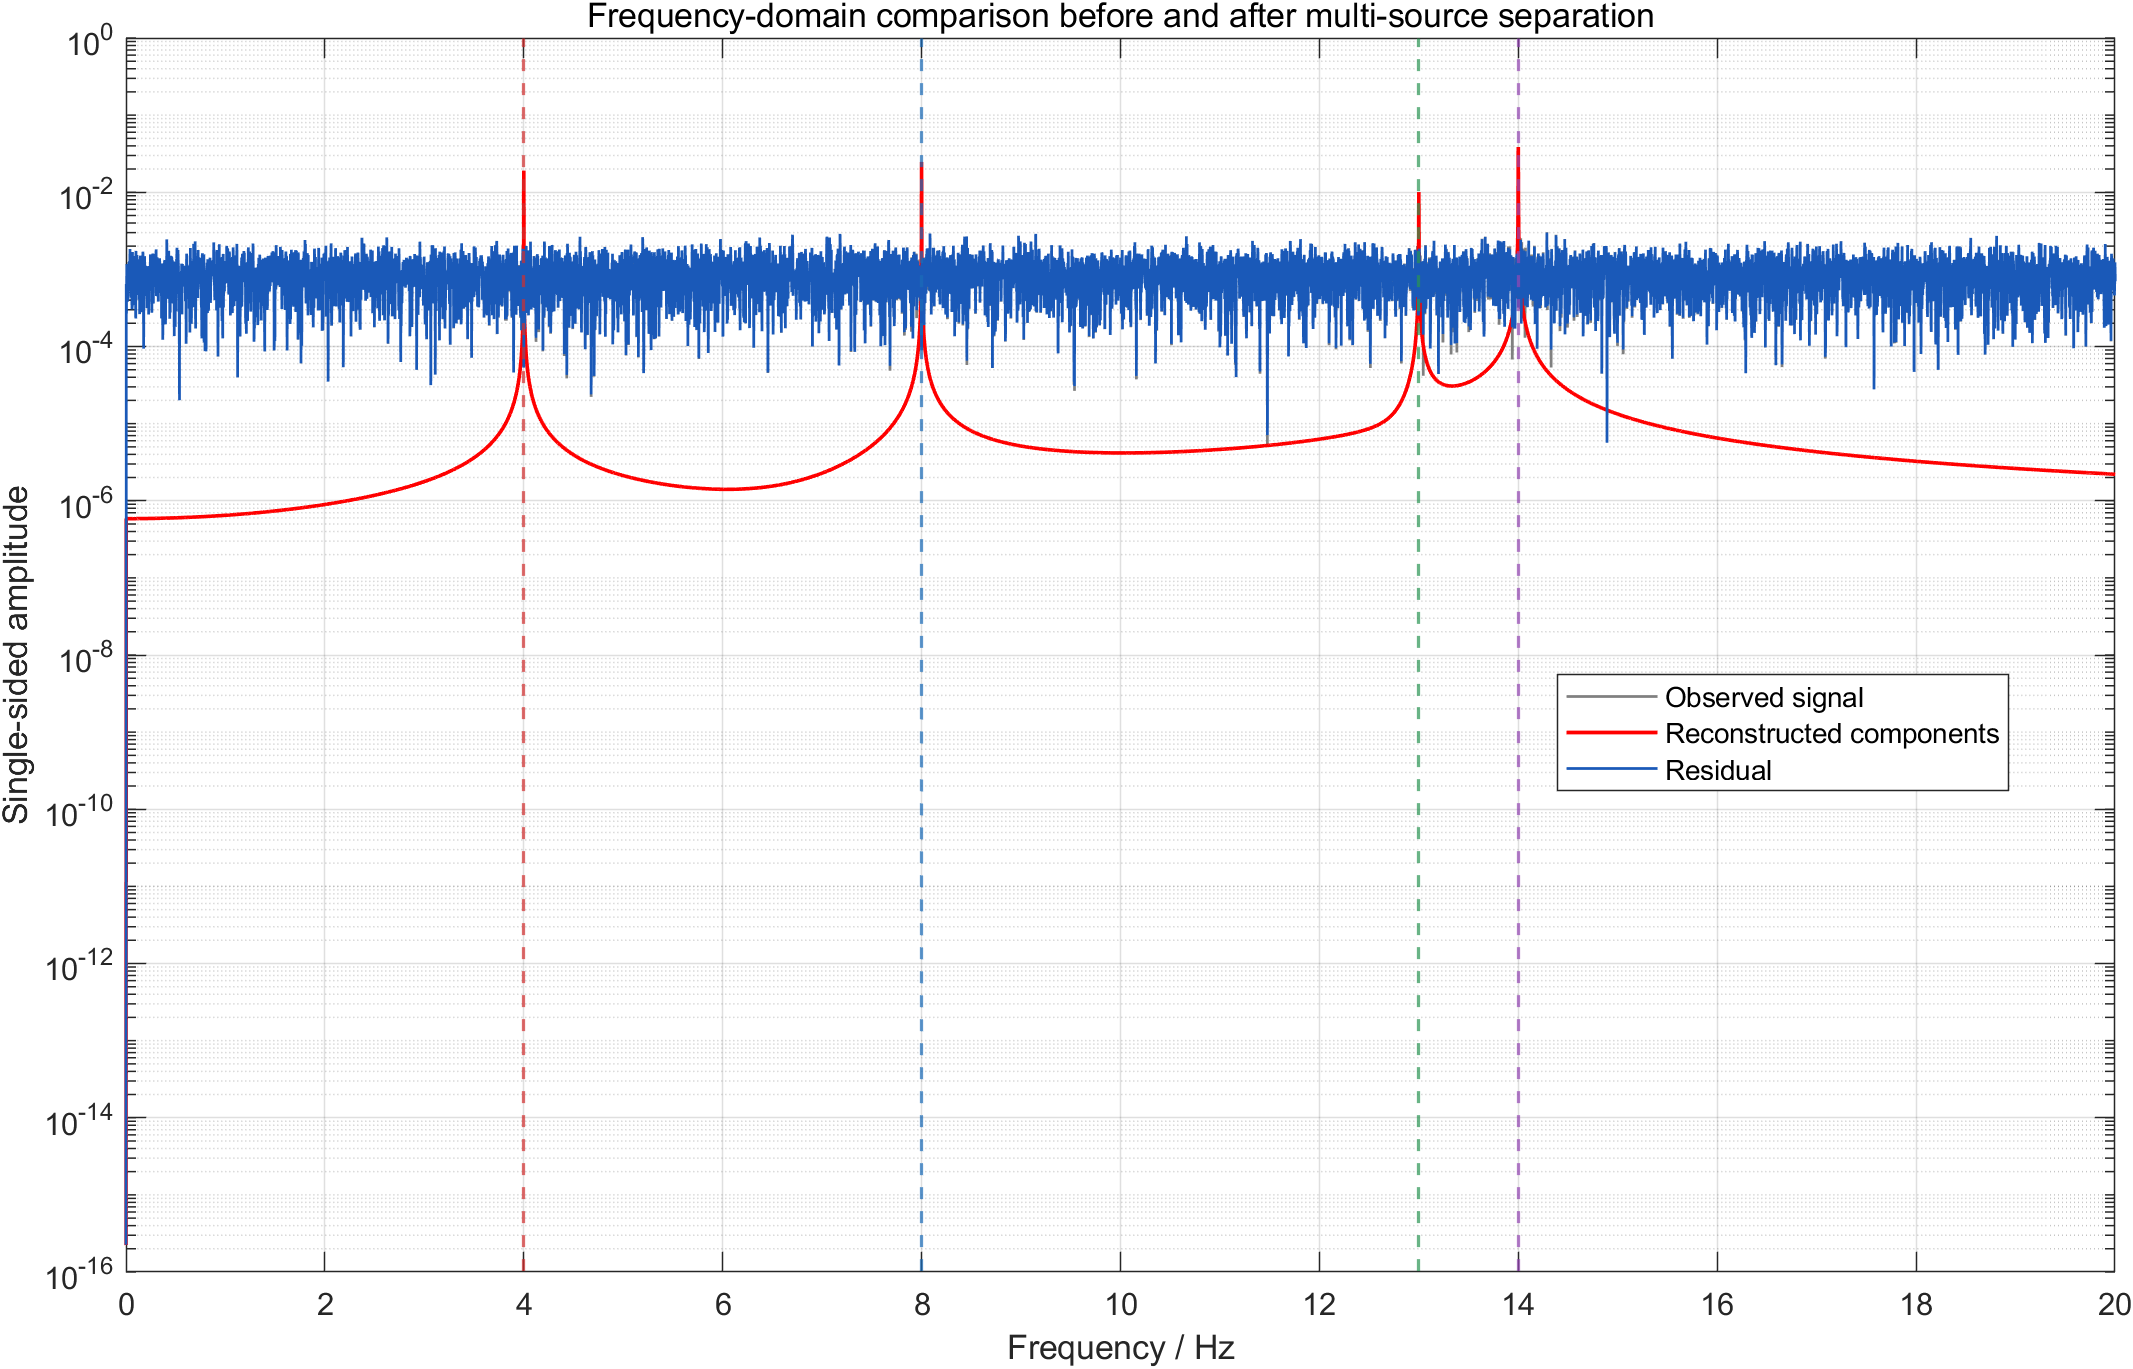 Frequency-domain comparison before and after multi-source separation
10^0
10^-2
10^-4
10^-6
10^-8
10^-10
10^-12
10^-14
10^-16
Single-sided amplitude
Observed signal
Reconstructed components
Residual
0 2 4 6 8 10 12 14 16 18 20
Frequency / Hz